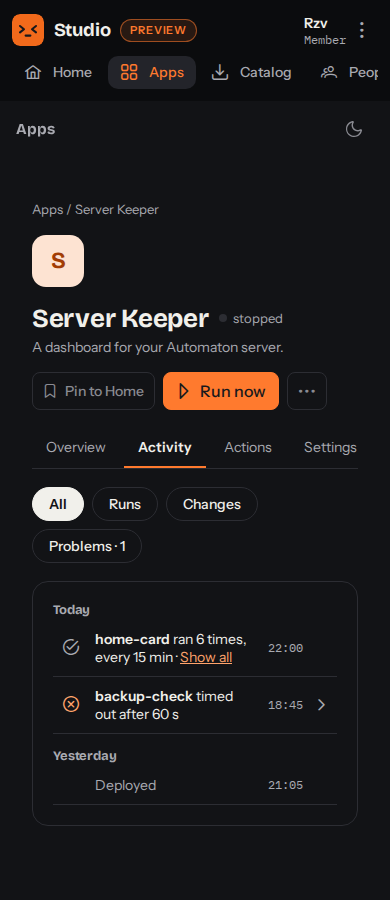 Studio PREVIEW
Rzv
Member
Home Apps Catalog
Apps
Apps / Server Keeper
S
Server Keeper stopped
A dashboard for your Automaton server.
Pin to Home Run now
Overview Activity Actions Settings
All Runs Changes
Problems · 1
Today
home-card ran 6 times,
every 15 min · Show all
22:00
backup-check timed
out after 60 s
18:45
Yesterday
Deployed 21:05